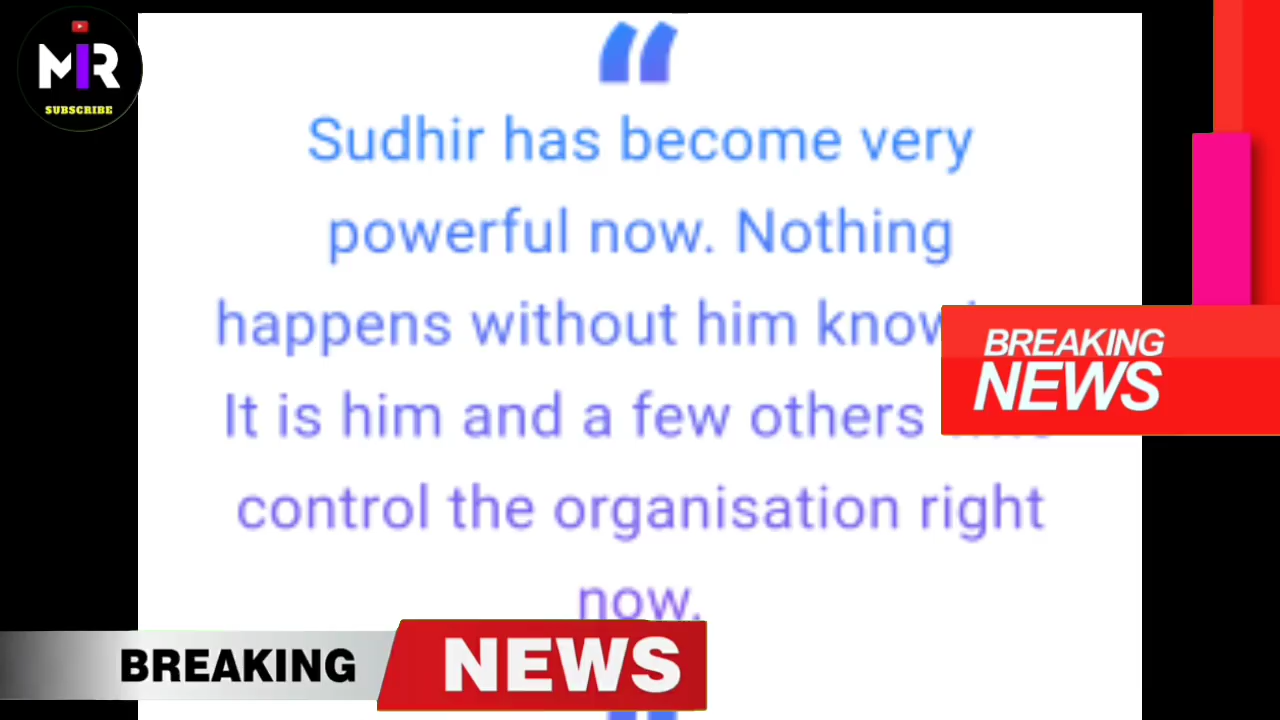 MIR
SUBSCRIBE
“
Sudhir has become very
powerful now. Nothing
happens without him
It is him and a few others
control the organisation right
now.
BREAKING
NEWS
BREAKING NEWS